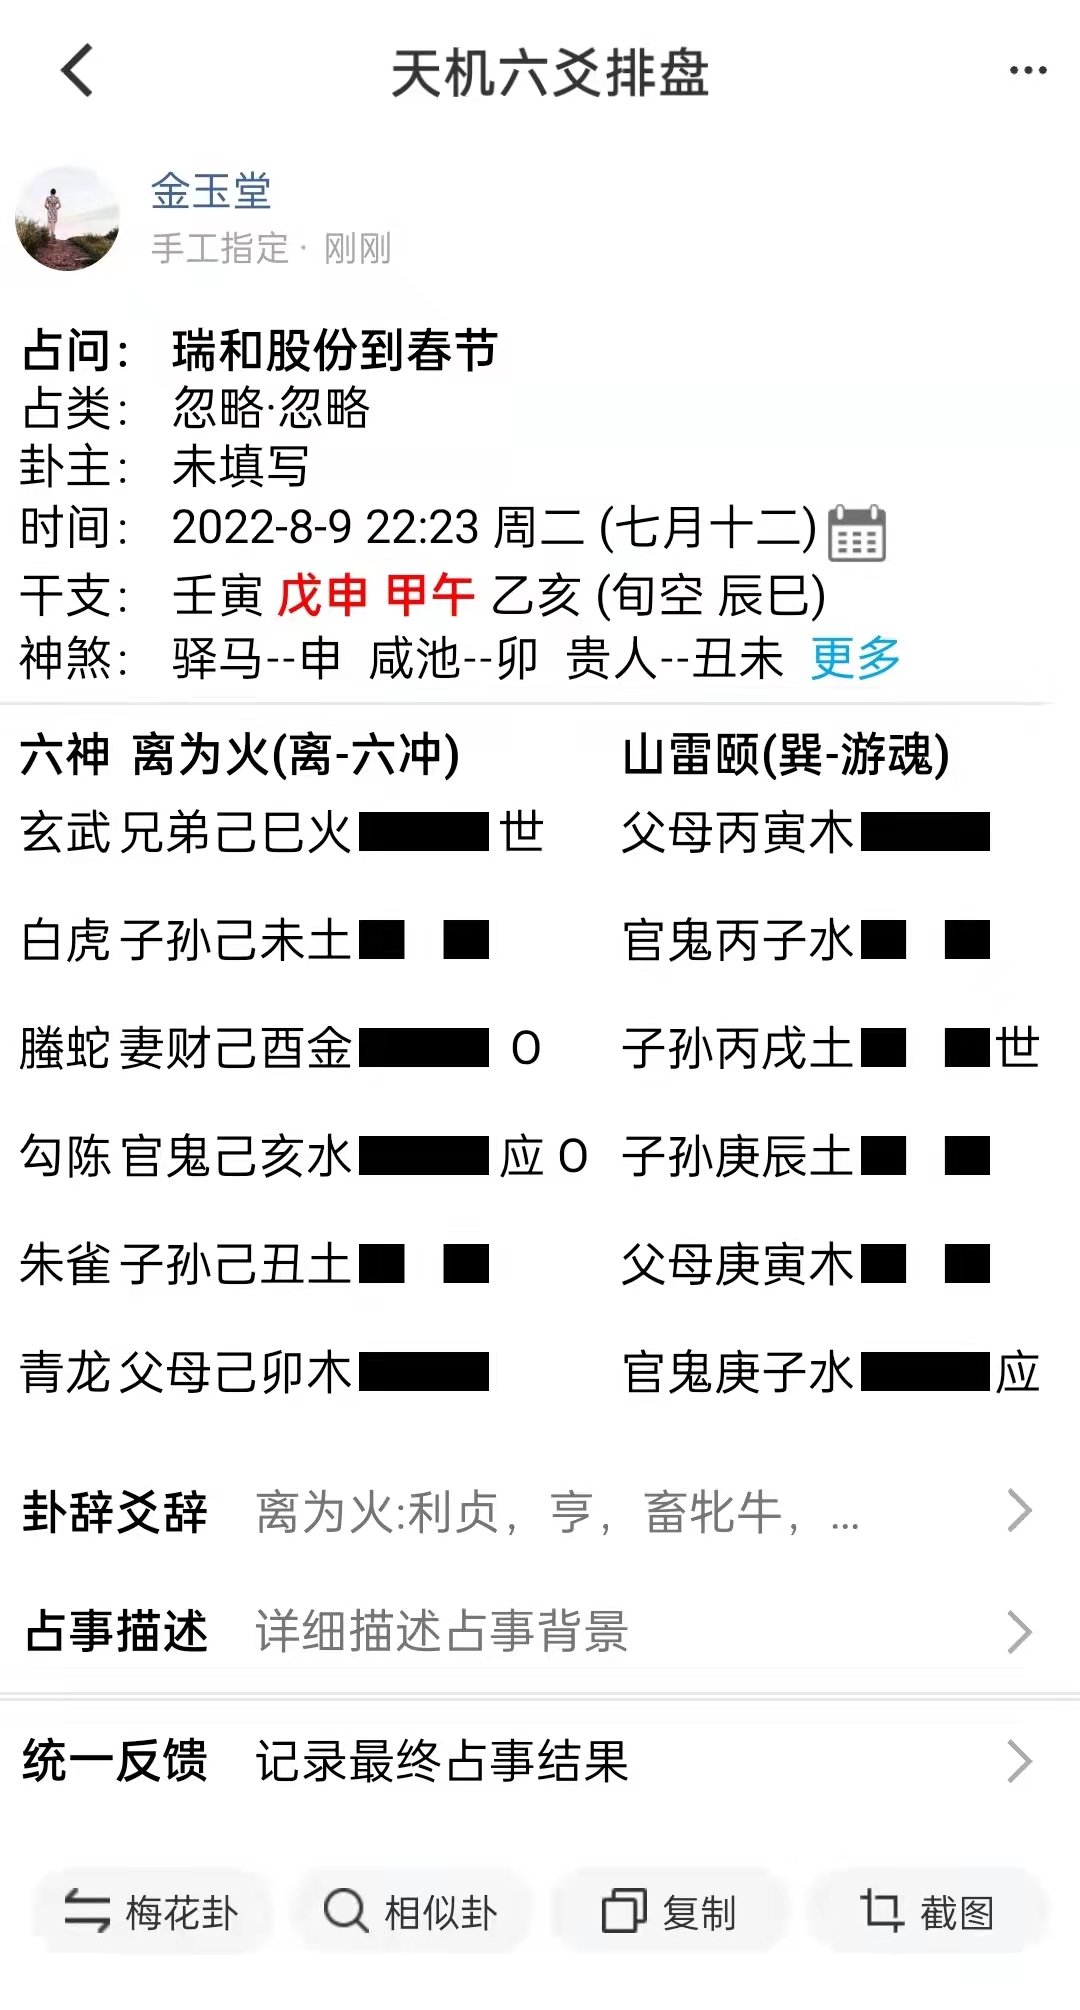 天机六爻排盘
金玉堂
手工指定· 刚刚
占问： 瑞和股份到春节
占类： 忽略·忽略
卦主： 未填写
时间： 2022-8-9 22:23 周二 (七月十二)
干支： 壬寅 戊申 甲午 乙亥 (旬空 辰巳)
神煞： 驿马--申 咸池--卯 贵人--丑未 更多
六神 离为火(离-六冲) 山雷颐(巽-游魂)
玄武 兄弟己巳火 世 父母丙寅木
白虎 子孙己未土 官鬼丙子水
螣蛇 妻财己酉金 O 子孙丙戌土 世
勾陈 官鬼己亥水 应 O 子孙庚辰土
朱雀 子孙己丑土 父母庚寅木
青龙 父母己卯木 官鬼庚子水 应
卦辞爻辞 离为火:利贞，亨，畜牝牛，...
占事描述 详细描述占事背景
统一反馈 记录最终占事结果
梅花卦 相似卦 复制 截图